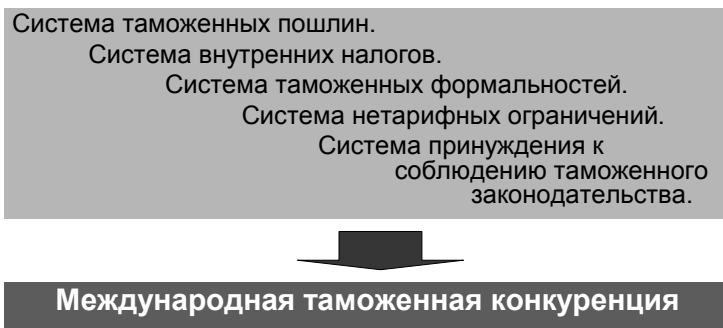 Система таможенных пошлин.
Система внутренних налогов.
Система таможенных формальностей.
Система нетарифных ограничений.
Система принуждения к
соблюдению таможенного
законодательства.
Международная таможенная конкуренция